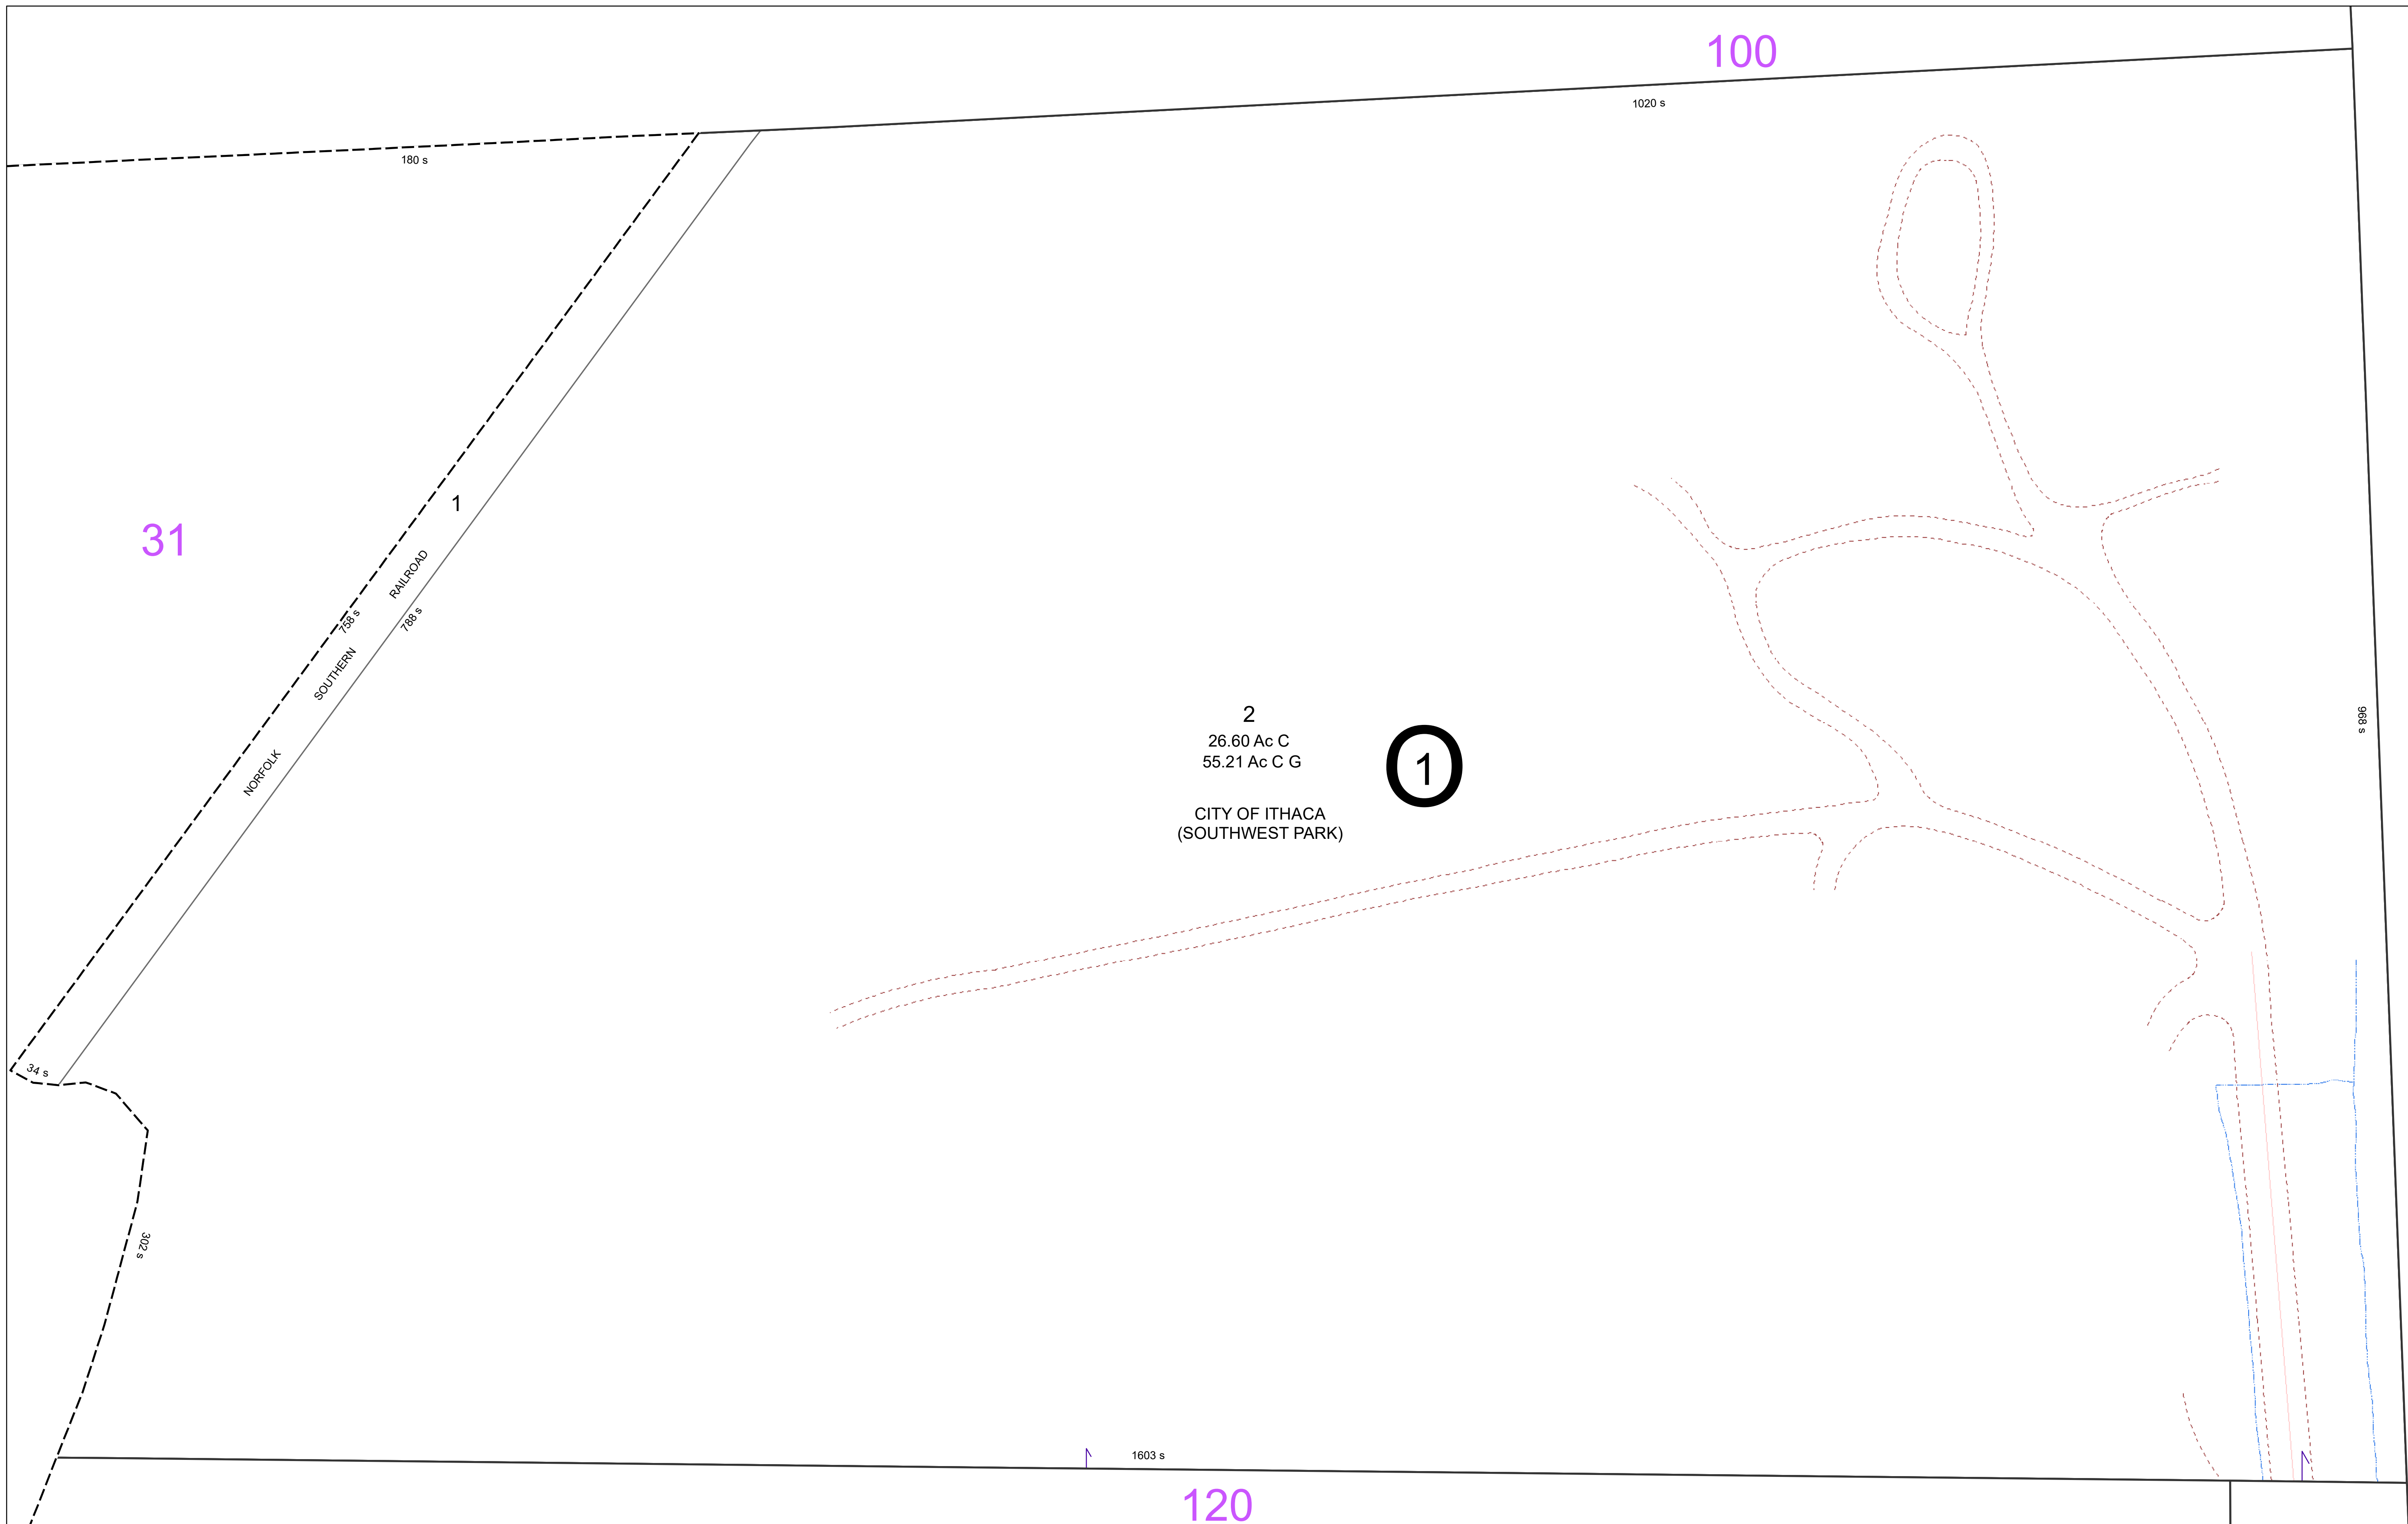 100
1020 s
180 s
1
31
RAILROAD
758 s
788 s
SOUTHERN
NORFOLK
2
26.60 Ac C
55.21 Ac C G
1
CITY OF ITHACA
(SOUTHWEST PARK)
968 s
34 s
302 s
1603 s
120